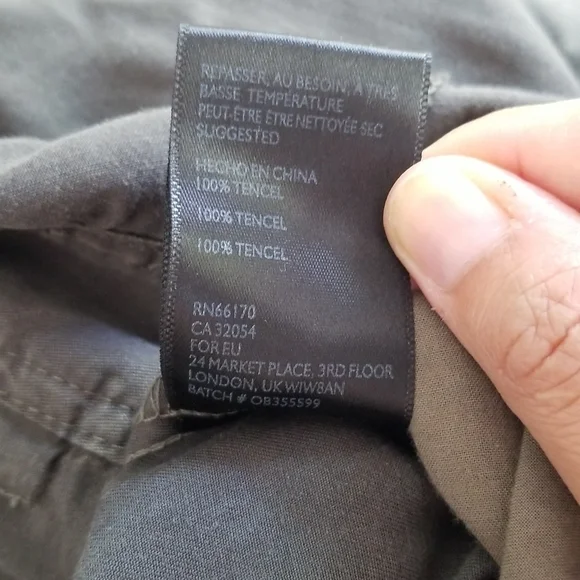 REPASSER, AU BESOIN, À TRÈS
BASSE TEMPÉRATURE
PEUT-ÊTRE ÊTRE NETTOYÉE SEC
SUGGESTED
HECHO EN CHINA
100% TENCEL
100% TENCEL
100% TENCEL
RN66170
CA 32054
FOR EU
24 MARKET PLACE, 3RD FLOOR
LONDON, UK W1W8AN
BATCH # OB355599